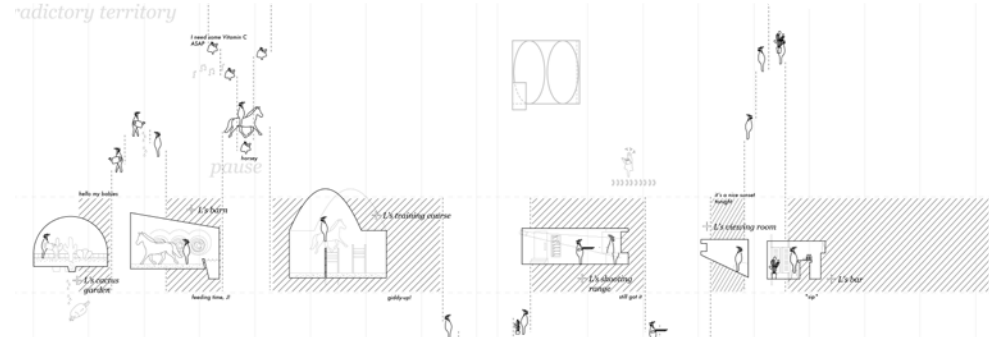 radictory territory
I need some Vitamin C
ASAP
horsey
pause
hello my babies
L's barn
L's training course
it's a nice sunset
tonight
L's viewing room
L's cactus
garden
L's shooting
range
L's bar
feeding time, J!
giddy-up!
still got it
"sip"